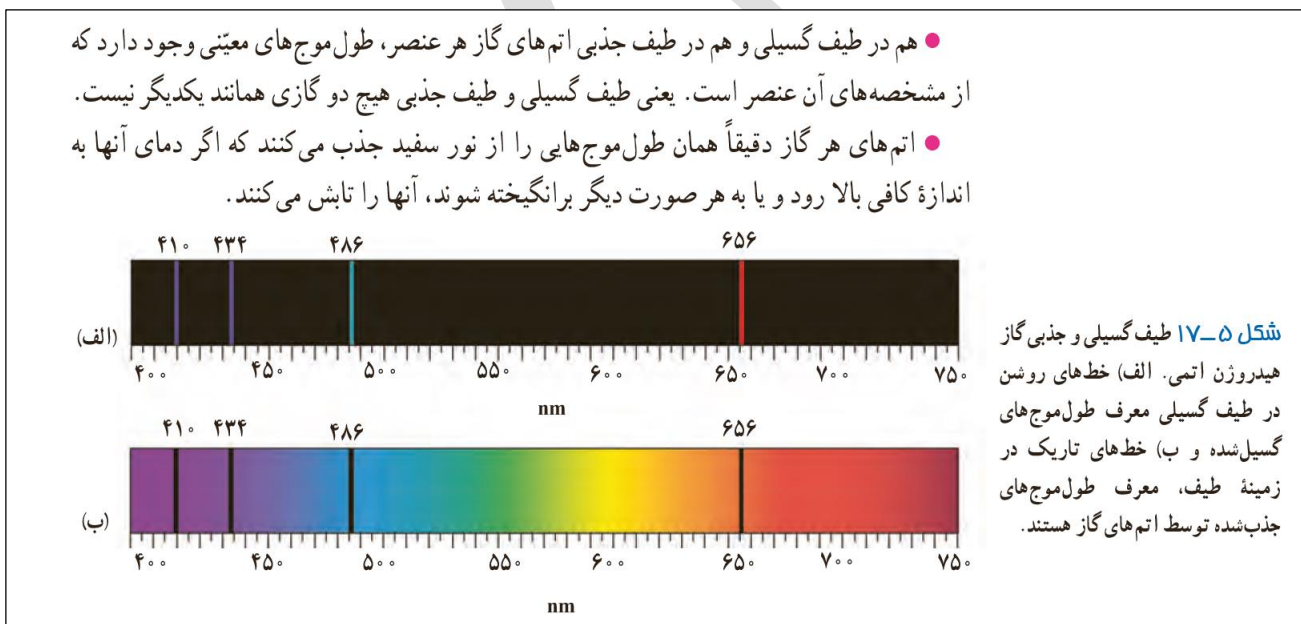 ● هم در طیف گسیلی و هم در طیف جذبی اتم‌های گاز هر عنصر، طول‌موج‌های معیّنی وجود دارد که
از مشخصه‌های آن عنصر است. یعنی طیف گسیلی و طیف جذبی هیچ دو گازی همانند یکدیگر نیست.
● اتم‌های هر گاز دقیقاً همان طول‌موج‌هایی را از نور سفید جذب می‌کنند که اگر دمای آنها به
اندازهٔ کافی بالا رود و یا به هر صورت دیگر برانگیخته شوند، آنها را تابش می‌کنند.
۴۱۰ ۴۳۴ ۴۸۶ ۶۵۶
(الف)
۴۰۰ ۴۵۰ ۵۰۰ ۵۵۰ ۶۰۰ ۶۵۰ ۷۰۰ ۷۵۰
nm
۴۱۰ ۴۳۴ ۴۸۶ ۶۵۶
(ب)
۴۰۰ ۴۵۰ ۵۰۰ ۵۵۰ ۶۰۰ ۶۵۰ ۷۰۰ ۷۵۰
nm
شکل ۵ــ۱۷ طیف گسیلی و جذبی گاز
هیدروژن اتمی. الف) خط‌های روشن
در طیف گسیلی معرف طول‌موج‌های
گسیل‌شده و ب) خط‌های تاریک در
زمینهٔ طیف، معرف طول‌موج‌های
جذب‌شده توسط اتم‌های گاز هستند.